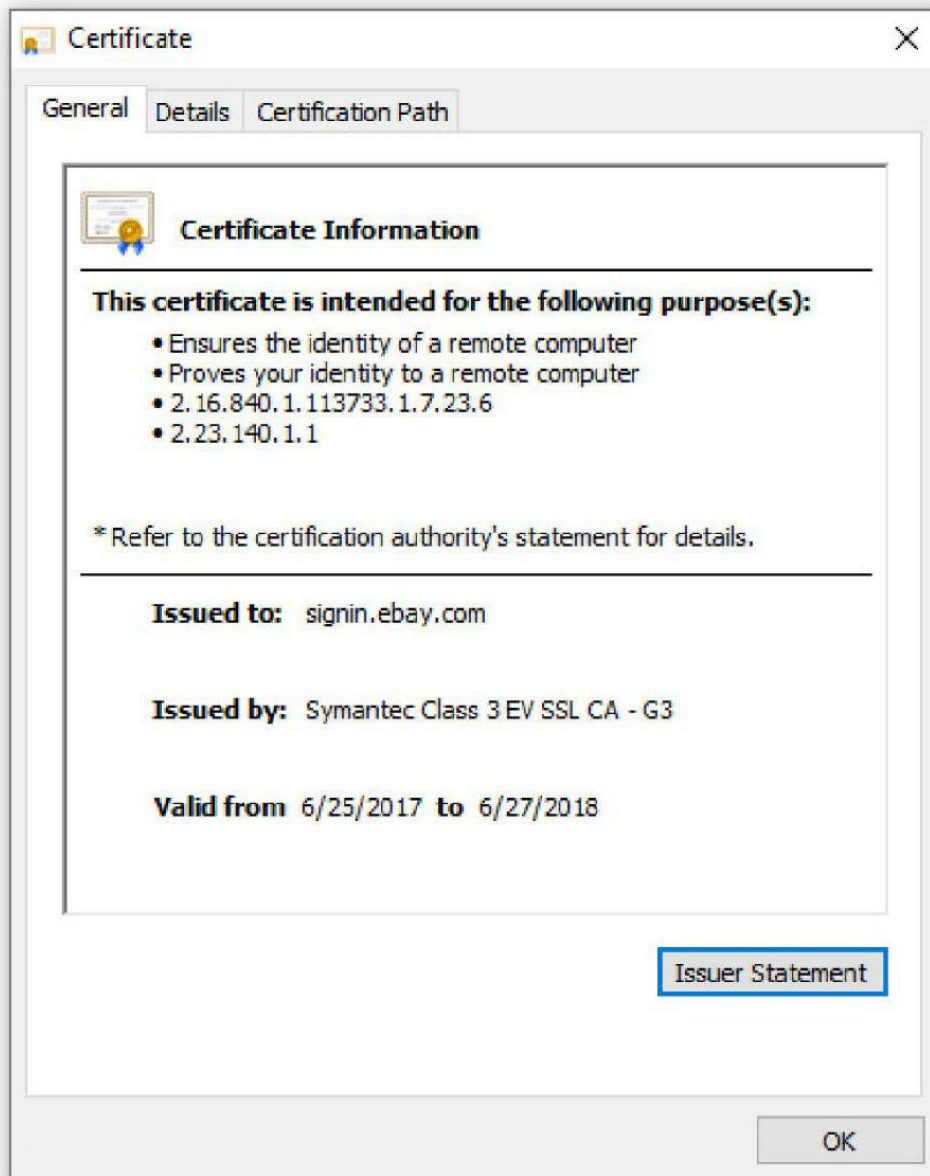 Certificate
General Details Certification Path
Certificate Information
This certificate is intended for the following purpose(s):
• Ensures the identity of a remote computer
• Proves your identity to a remote computer
• 2.16.840.1.113733.1.7.23.6
• 2.23.140.1.1
* Refer to the certification authority's statement for details.
Issued to: signin.ebay.com
Issued by: Symantec Class 3 EV SSL CA - G3
Valid from 6/25/2017 to 6/27/2018
Issuer Statement
OK